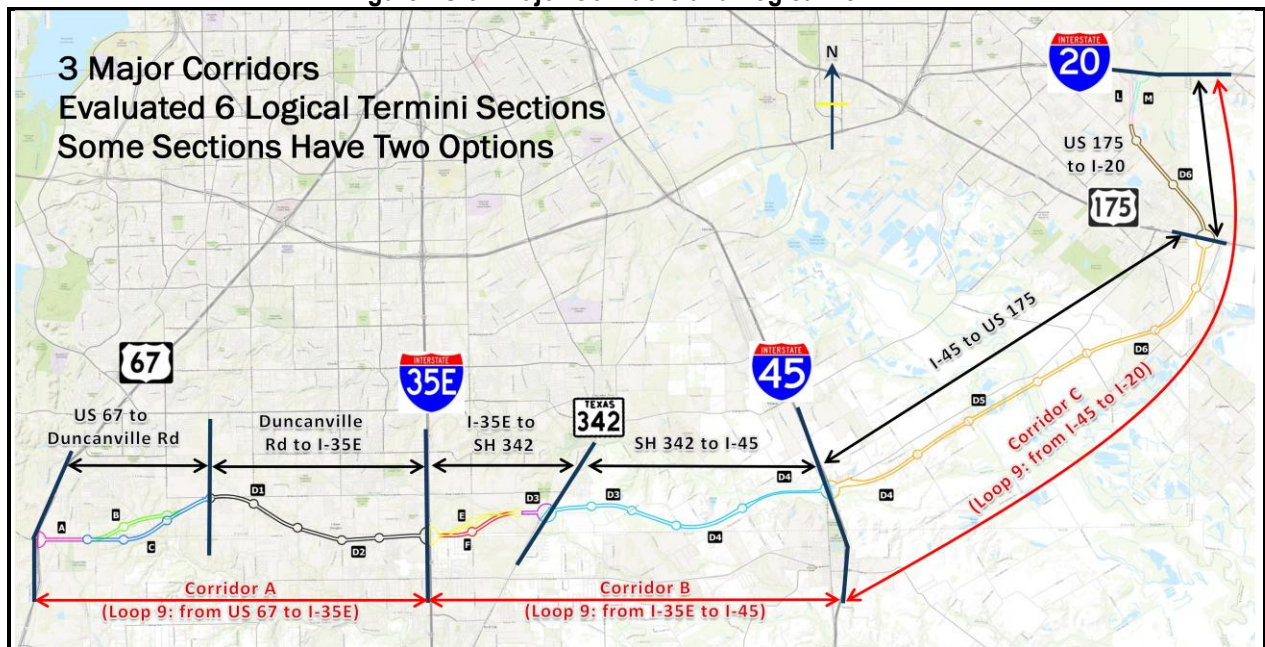 3 Major Corridors
Evaluated 6 Logical Termini Sections
Some Sections Have Two Options
N
INTERSTATE
20
L
M
US 175
to I-20
D6
175
I-45 to US 175
D6
D5
Corridor C
(Loop 9: from I-45 to I-20)
D4
67
INTERSTATE
35E
INTERSTATE
45
TEXAS
342
US 67 to
Duncanville Rd
Duncanville
Rd to I-35E
I-35E to
SH 342
SH 342 to I-45
A
B
C
D1
D2
E
F
D3
D3
D4
D4
Corridor A
(Loop 9: from US 67 to I-35E)
Corridor B
(Loop 9: from I-35E to I-45)